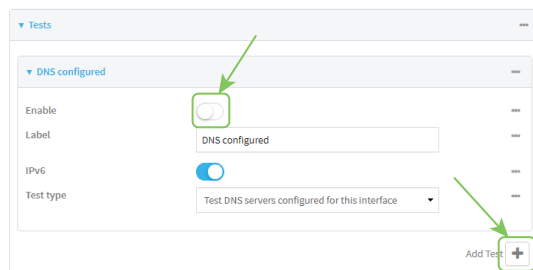 Tests
DNS configured
Enable
Label
DNS configured
IPv6
Test type
Test DNS servers configured for this interface
Add Test